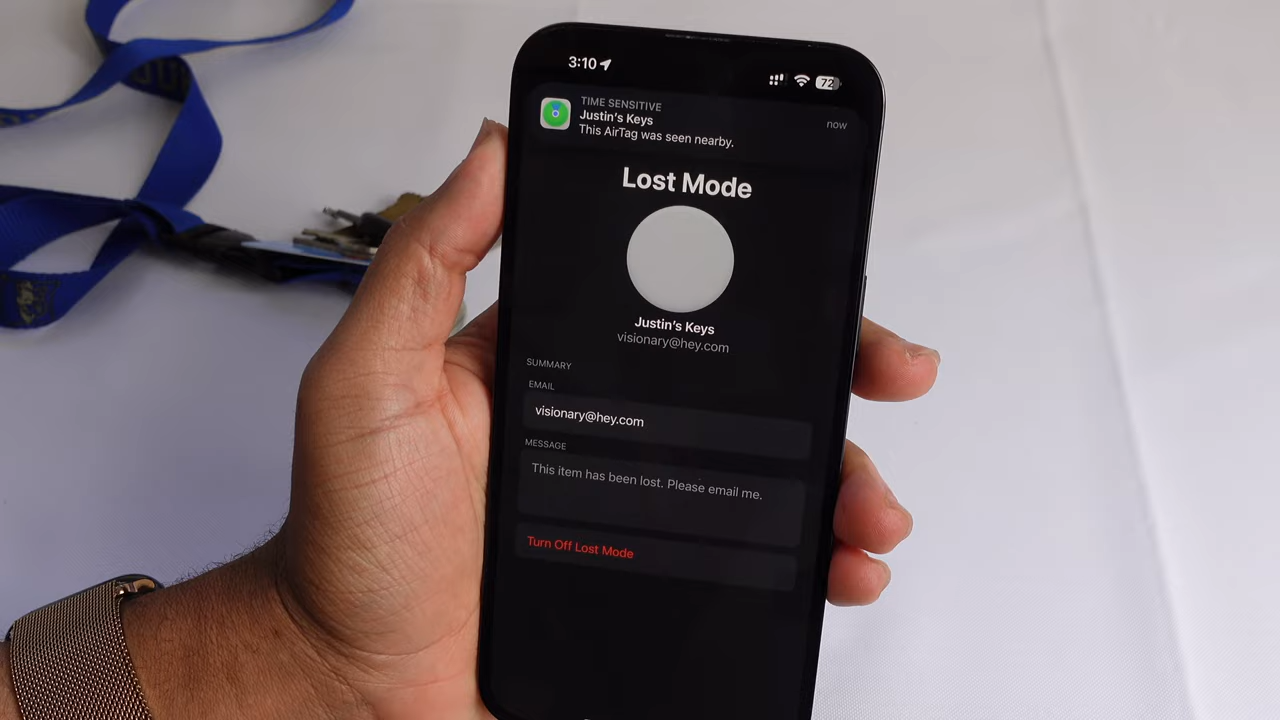 3:10
72
TIME SENSITIVE
now
Justin's Keys
This AirTag was seen nearby.
Lost Mode
Justin's Keys
visionary@hey.com
SUMMARY
EMAIL
visionary@hey.com
MESSAGE
This item has been lost. Please email me.
Turn Off Lost Mode